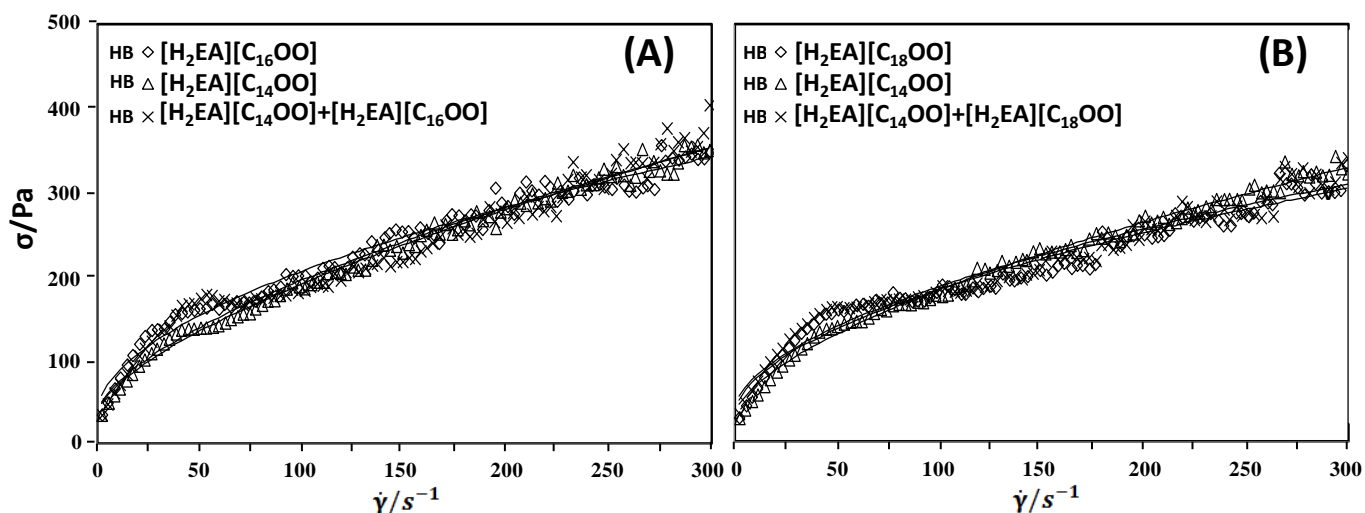 500
400
300
200
100
0
σ/Pa
HB ◇ [H₂EA][C₁₆OO]
HB △ [H₂EA][C₁₄OO]
HB × [H₂EA][C₁₄OO]+[H₂EA][C₁₆OO]
(A)
0 50 100 150 200 250 300
γ̇/s⁻¹
HB ◇ [H₂EA][C₁₈OO]
HB △ [H₂EA][C₁₄OO]
HB × [H₂EA][C₁₄OO]+[H₂EA][C₁₈OO]
(B)
0 50 100 150 200 250 300
γ̇/s⁻¹